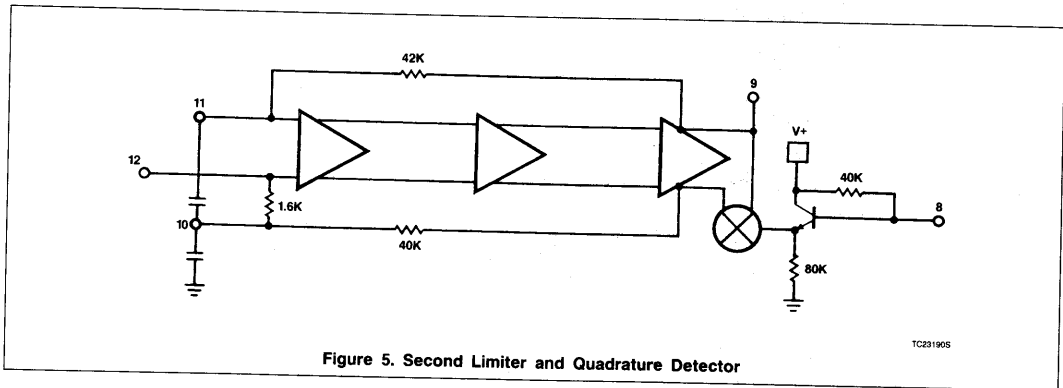 42K
11
9
V+
12
40K
1.6K
8
10
40K
80K
TC23190S
Figure 5. Second Limiter and Quadrature Detector